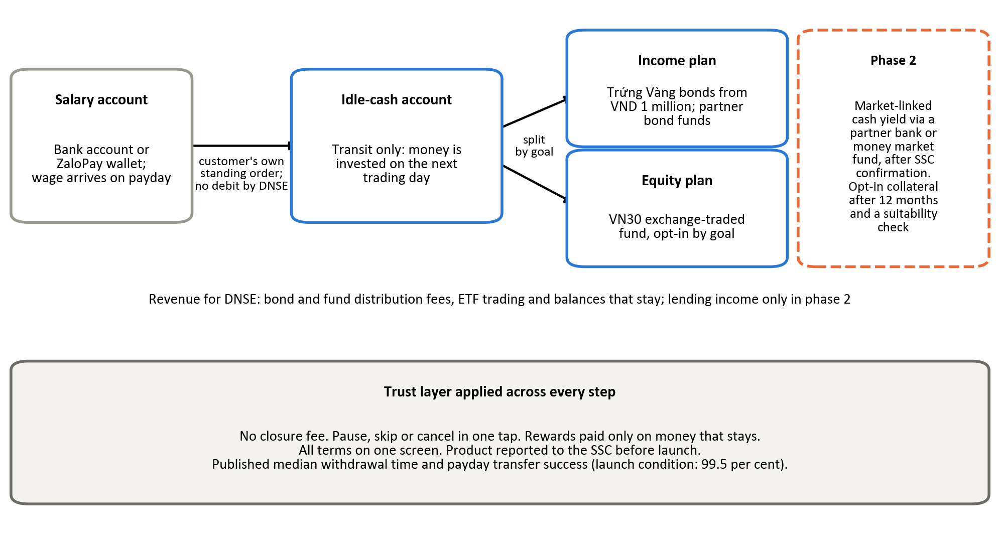 Salary account
Bank account or
ZaloPay wallet;
wage arrives on payday
customer's own
standing order;
no debit by DNSE
Idle-cash account
Transit only: money is
invested on the next
trading day
split
by goal
Income plan
Trứng Vàng bonds from
VND 1 million; partner
bond funds
Equity plan
VN30 exchange-traded
fund, opt-in by goal
Phase 2
Market-linked
cash yield via a
partner bank or
money market
fund, after SSC
confirmation.
Opt-in collateral
after 12 months
and a suitability
check
Revenue for DNSE: bond and fund distribution fees, ETF trading and balances that stay; lending income only in phase 2
Trust layer applied across every step
No closure fee. Pause, skip or cancel in one tap. Rewards paid only on money that stays.
All terms on one screen. Product reported to the SSC before launch.
Published median withdrawal time and payday transfer success (launch condition: 99.5 per cent).